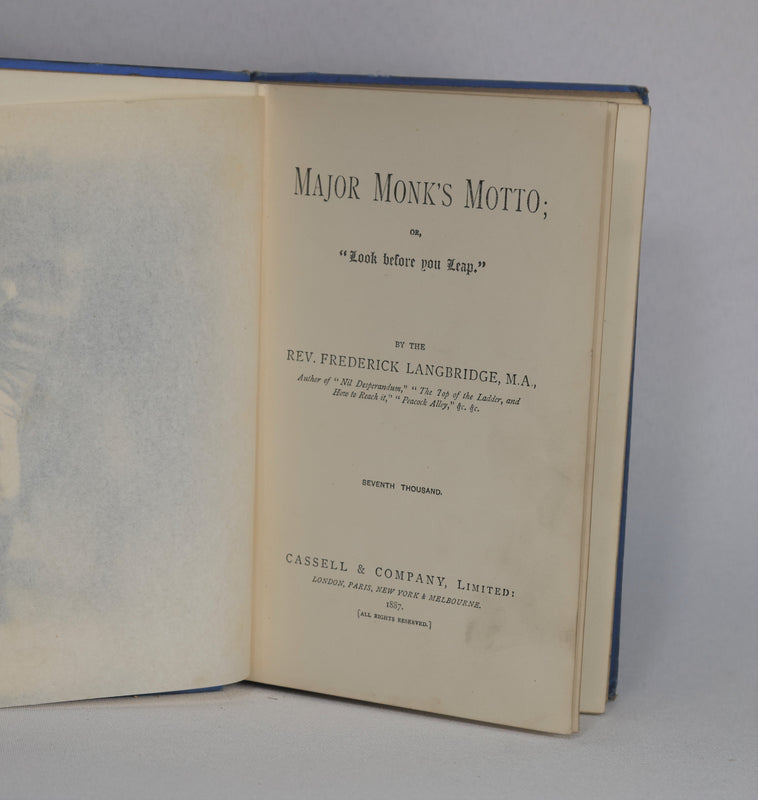 MAJOR MONK'S MOTTO;
OR,
"Look before you Leap."
BY THE
REV. FREDERICK LANGBRIDGE, M.A.,
Author of "Nil Desperandum," "The Top of the Ladder, and
How to Reach it," "Peacock Alley," &c. &c.
SEVENTH THOUSAND.
CASSELL & COMPANY, LIMITED:
LONDON, PARIS, NEW YORK & MELBOURNE.
1887.
[ALL RIGHTS RESERVED.]